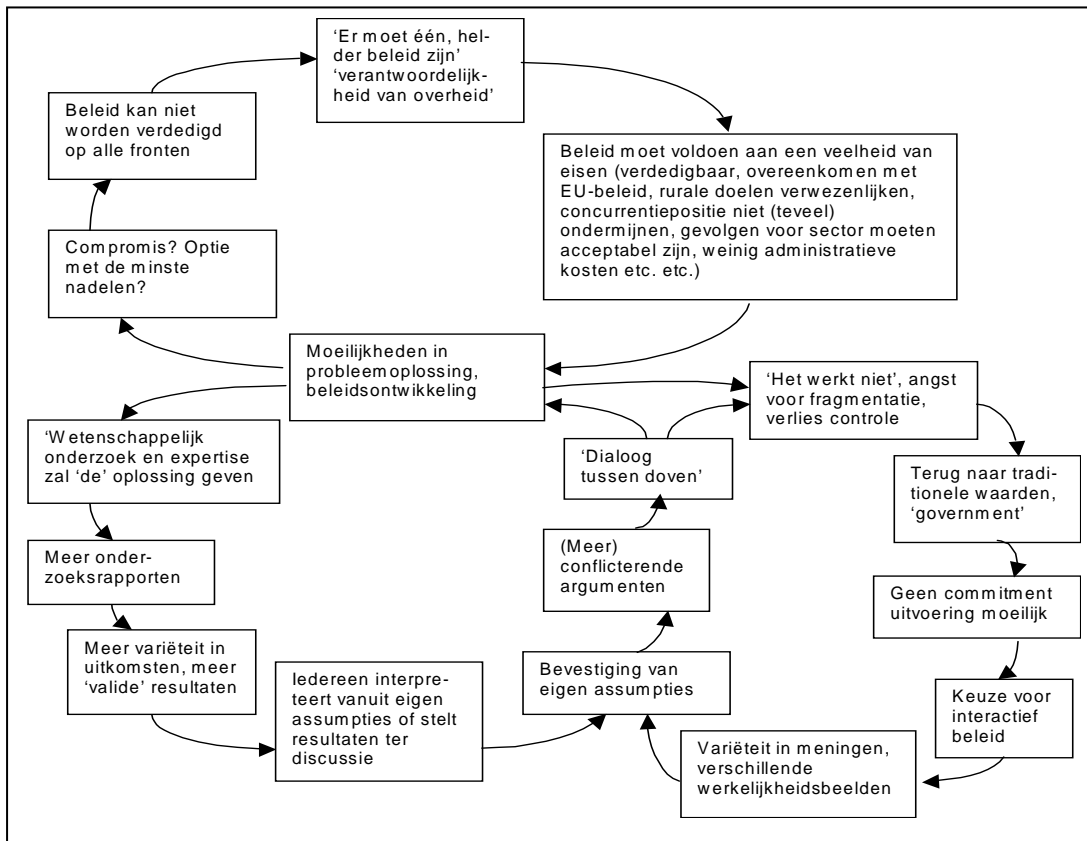 ‘Er moet één, hel-
der beleid zijn’
‘verantwoordelijk-
heid van overheid’
Beleid kan niet
worden verdedigd
op alle fronten
Beleid moet voldoen aan een veelheid van
eisen (verdedigbaar, overeenkomen met
EU-beleid, rurale doelen verwezenlijken,
concurrentiepositie niet (teveel)
ondermijnen, gevolgen voor sector moeten
acceptabel zijn, weinig administratieve
kosten etc. etc.)
Compromis? Optie
met de minste
nadelen?
Moeilijkheden in
probleemoplossing,
beleidsontwikkeling
‘Het werkt niet’, angst
voor fragmentatie,
verlies controle
‘Wetenschappelijk
onderzoek en expertise
zal ‘de’ oplossing geven
‘Dialoog
tussen doven’
Terug naar tradi-
tionele waarden,
‘government’
Meer onder-
zoeksrapporten
(Meer)
conflicterende
argumenten
Geen commitment
uitvoering moeilijk
Meer variëteit in
uitkomsten, meer
‘valide’ resultaten
Iedereen interpre-
teert vanuit eigen
assumpties of stelt
resultaten ter
discussie
Bevestiging van
eigen assumpties
Keuze voor
interactief
beleid
Variëteit in meningen,
verschillende
werkelijkheidsbeelden